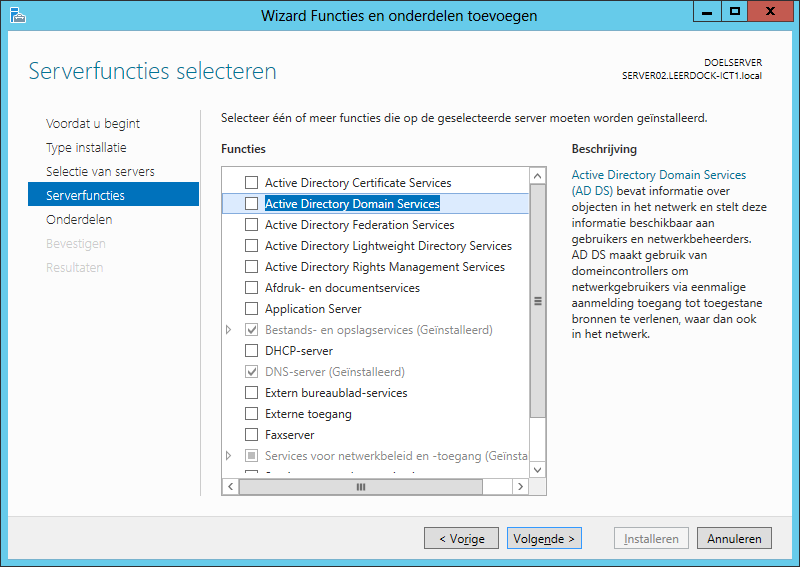 Wizard Functies en onderdelen toevoegen
Serverfuncties selecteren
DOELSERVER
SERVER02.LEERDOCK-ICT1.local
Voordat u begint
Type installatie
Selectie van servers
Serverfuncties
Onderdelen
Bevestigen
Resultaten
Selecteer één of meer functies die op de geselecteerde server moeten worden geïnstalleerd.
Functies
Active Directory Certificate Services
Active Directory Domain Services
Active Directory Federation Services
Active Directory Lightweight Directory Services
Active Directory Rights Management Services
Afdruk- en documentservices
Application Server
Bestands- en opslagservices (Geïnstalleerd)
DHCP-server
DNS-server (Geïnstalleerd)
Extern bureaublad-services
Externe toegang
Faxserver
Services voor netwerkbeleid en -toegang (Geïnsta
Beschrijving
Active Directory Domain Services
(AD DS) bevat informatie over
objecten in het netwerk en stelt deze
informatie beschikbaar aan
gebruikers en netwerkbeheerders.
AD DS maakt gebruik van
domeincontrollers om
netwerkgebruikers via eenmalige
aanmelding toegang tot toegestane
bronnen te verlenen, waar dan ook
in het netwerk.
< Vorige
Volgende >
Installeren
Annuleren